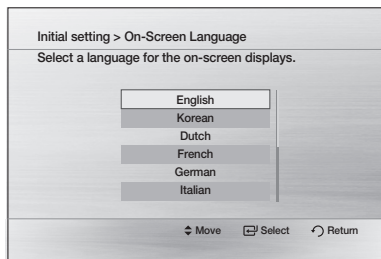 Initial setting > On-Screen Language
Select a language for the on-screen displays.
English
Korean
Dutch
French
German
Italian
Move Select Return